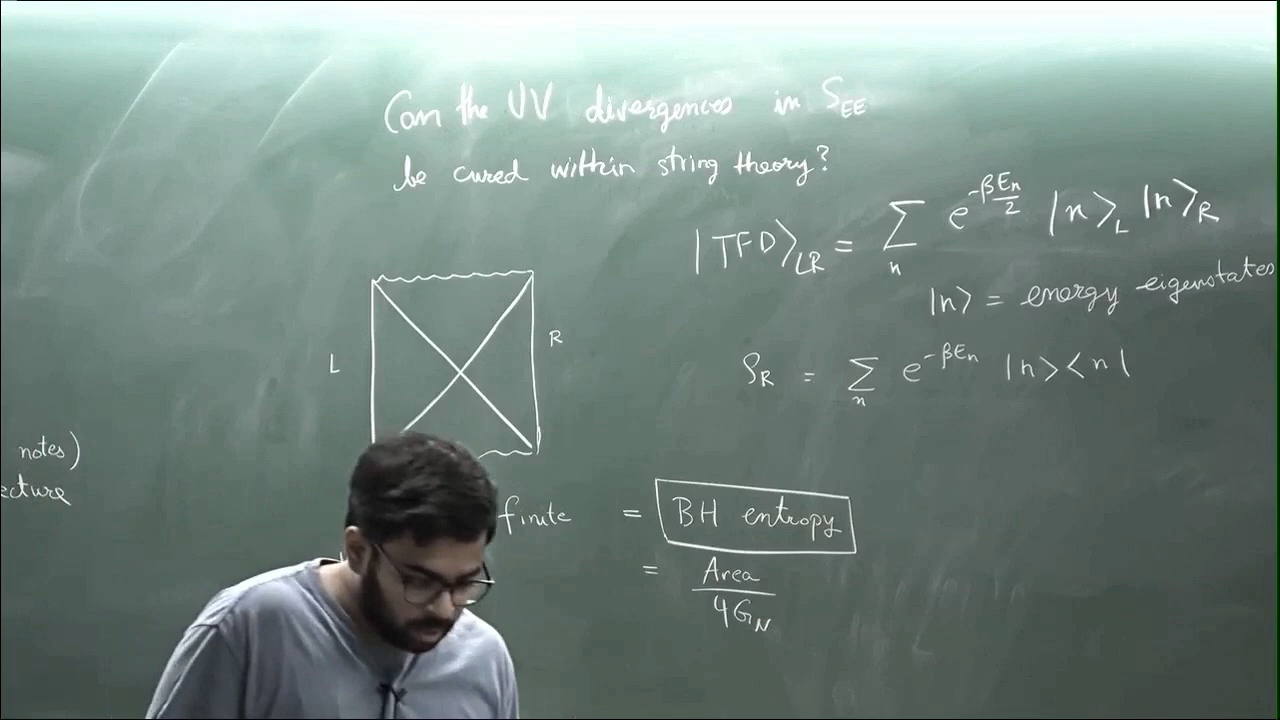 Can the UV divergences in S_EE
be cured within string theory?
|TFD⟩_LR = Σ_n e^{-βE_n/2} |n⟩_L |n⟩_R
|n⟩ = energy eigenstates
L
R
ρ_R = Σ_n e^{-βE_n} |n⟩⟨n|
notes)
ecture
finite = BH entropy
= Area / 4G_N